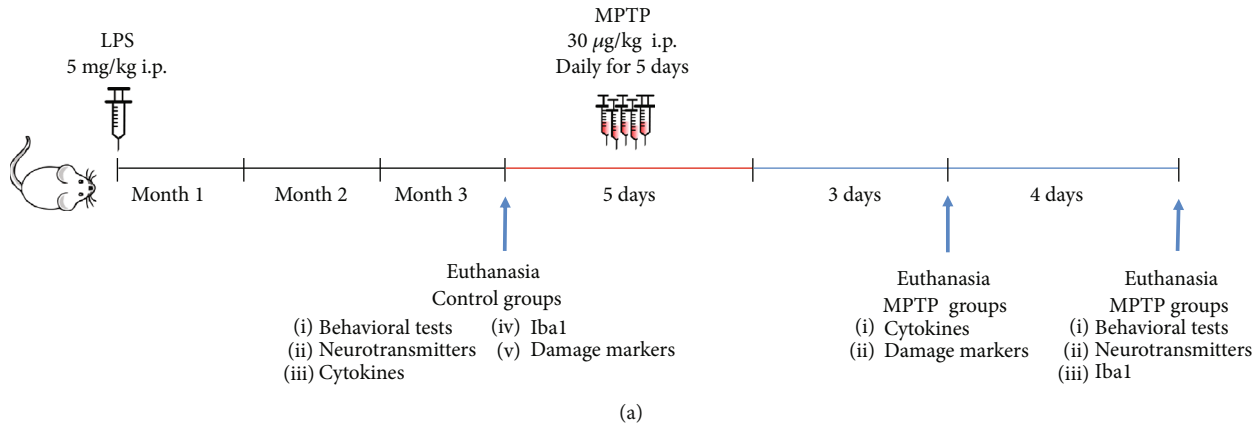 LPS
5 mg/kg i.p.
MPTP
30 μg/kg i.p.
Daily for 5 days
Month 1
Month 2
Month 3
5 days
3 days
4 days
Euthanasia
Control groups
(i) Behavioral tests
(ii) Neurotransmitters
(iii) Cytokines
(iv) Iba1
(v) Damage markers
Euthanasia
MPTP groups
(i) Cytokines
(ii) Damage markers
Euthanasia
MPTP groups
(i) Behavioral tests
(ii) Neurotransmitters
(iii) Iba1
(a)